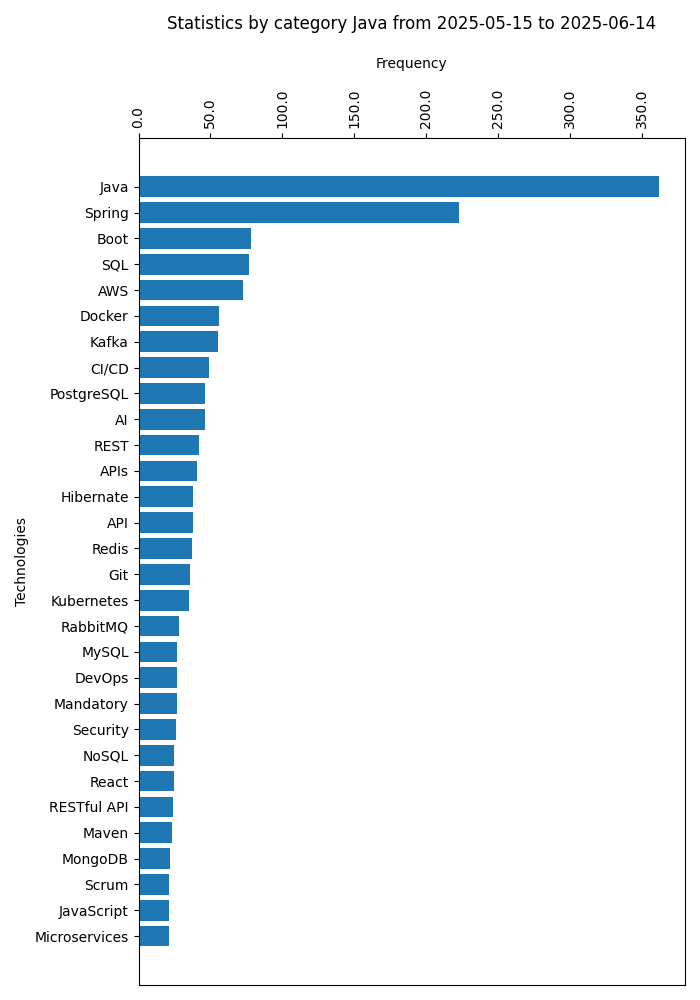 Statistics by category Java from 2025-05-15 to 2025-06-14
Frequency
0.0 50.0 100.0 150.0 200.0 250.0 300.0 350.0
Technologies
Java
Spring
Boot
SQL
AWS
Docker
Kafka
CI/CD
PostgreSQL
AI
REST
APIs
Hibernate
API
Redis
Git
Kubernetes
RabbitMQ
MySQL
DevOps
Mandatory
Security
NoSQL
React
RESTful API
Maven
MongoDB
Scrum
JavaScript
Microservices